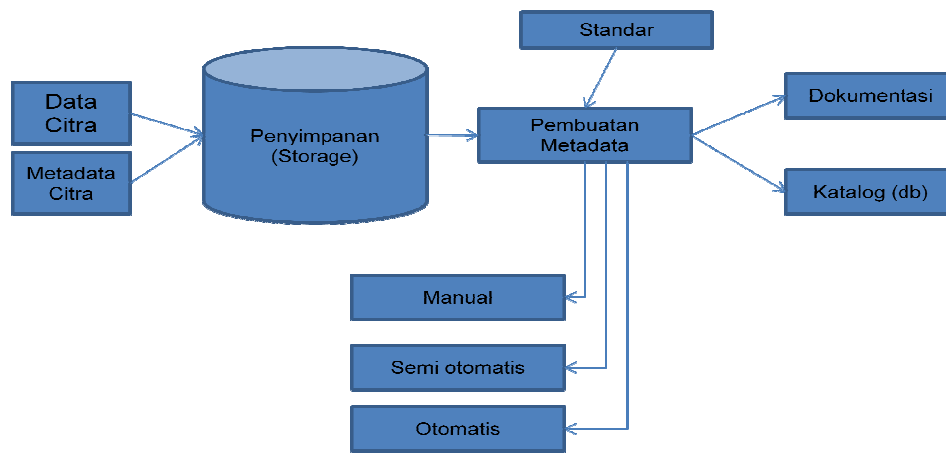 Standar
Data
Citra
Metadata
Citra
Penyimpanan
(Storage)
Pembuatan
Metadata
Dokumentasi
Katalog (db)
Manual
Semi otomatis
Otomatis